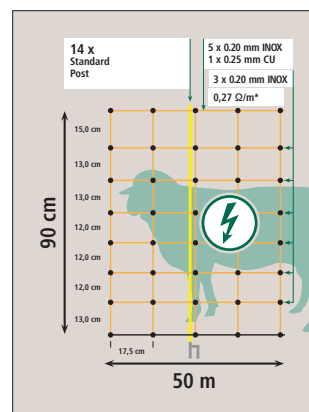 14 x
Standard
Post
5 x 0.20 mm INOX
1 x 0.25 mm CU
3 x 0.20 mm INOX
0,27 Ω/m*
15,0 cm
13,0 cm
13,0 cm
12,0 cm
12,0 cm
12,0 cm
13,0 cm
90 cm
17,5 cm
50 m